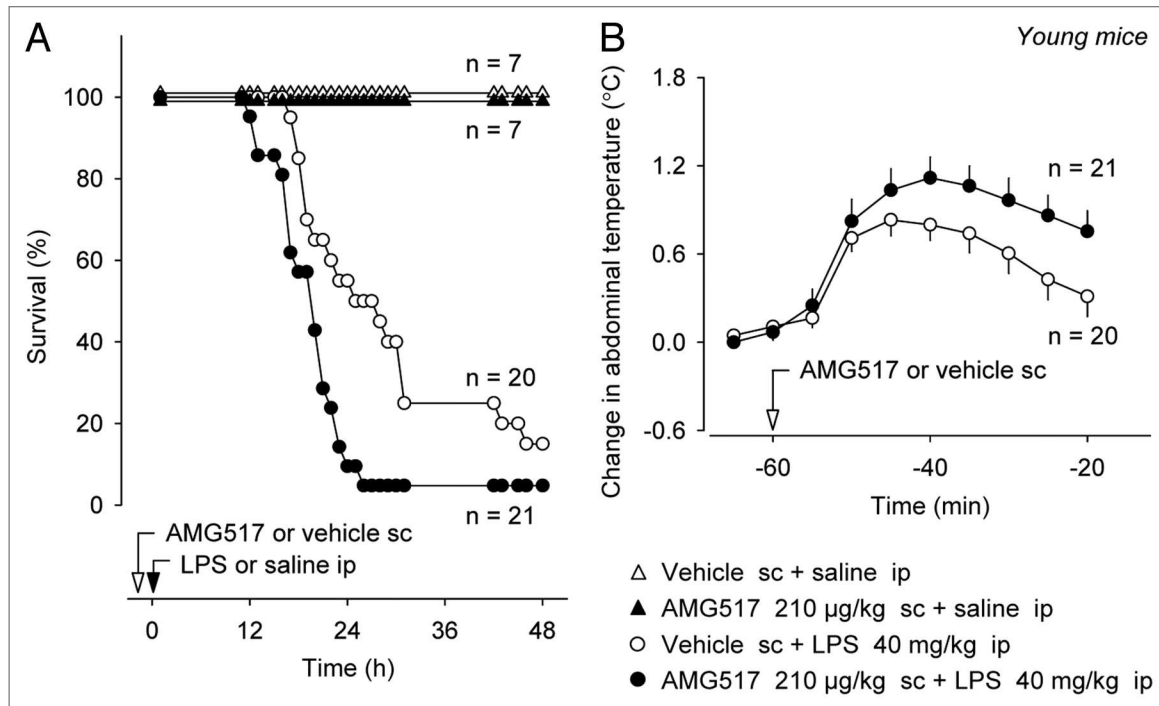 A
n = 7
n = 7
100
80
60
40
20
0
Survival (%)
n = 20
n = 21
AMG517 or vehicle sc
LPS or saline ip
0 12 24 36 48
Time (h)
B
Young mice
Change in abdominal temperature (°C)
1.8
1.2
0.6
0.0
-0.6
n = 21
n = 20
AMG517 or vehicle sc
-60 -40 -20
Time (min)
Vehicle sc + saline ip
AMG517 210 µg/kg sc + saline ip
Vehicle sc + LPS 40 mg/kg ip
AMG517 210 µg/kg sc + LPS 40 mg/kg ip